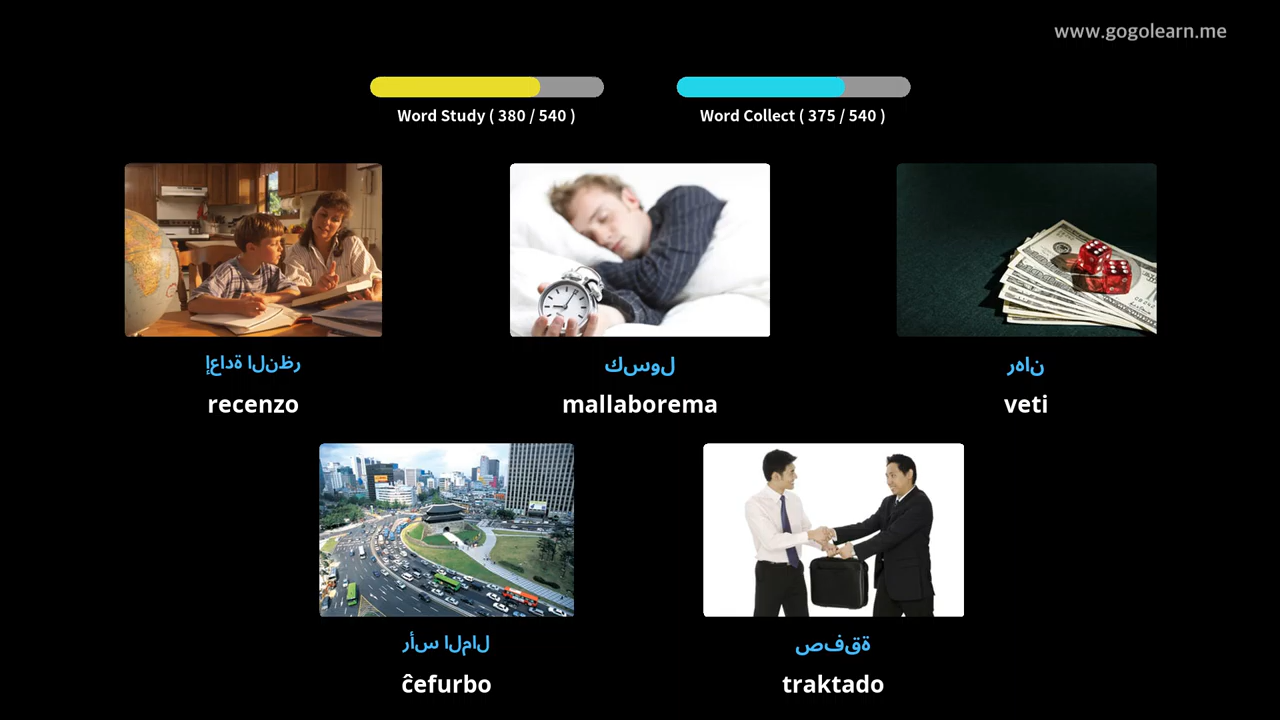 www.gogolearn.me
Word Study ( 380 / 540 )
Word Collect ( 375 / 540 )
إعادة النظر
recenzo
كسول
mallaborema
رهان
veti
رأس المال
ĉefurbo
صفقة
traktado